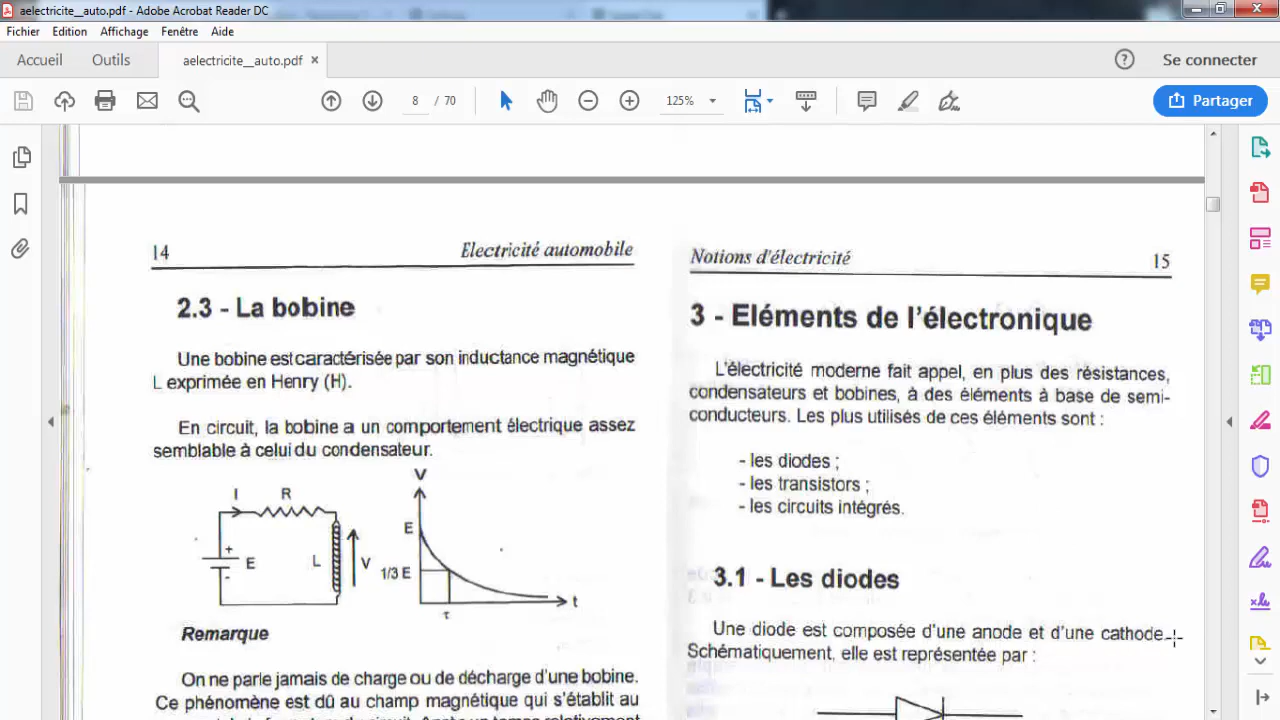 aelectricite__auto.pdf - Adobe Acrobat Reader DC
Fichier Edition Affichage Fenêtre Aide
Accueil Outils aelectricite__auto.pdf × Se connecter
8 / 70 125% Partager
14 Electricité automobile
2.3 - La bobine
Une bobine est caractérisée par son inductance magnétique
L exprimée en Henry (H).
En circuit, la bobine a un comportement électrique assez
semblable à celui du condensateur.
I R V
E
+ E L V 1/3 E
-
t
τ
Remarque
On ne parle jamais de charge ou de décharge d'une bobine.
Ce phénomène est dû au champ magnétique qui s'établit au
Notions d'électricité 15
3 - Eléments de l'électronique
L'électricité moderne fait appel, en plus des résistances,
condensateurs et bobines, à des éléments à base de semi-
conducteurs. Les plus utilisés de ces éléments sont :
- les diodes ;
- les transistors ;
- les circuits intégrés.
3.1 - Les diodes
Une diode est composée d'une anode et d'une cathode.
Schématiquement, elle est représentée par :